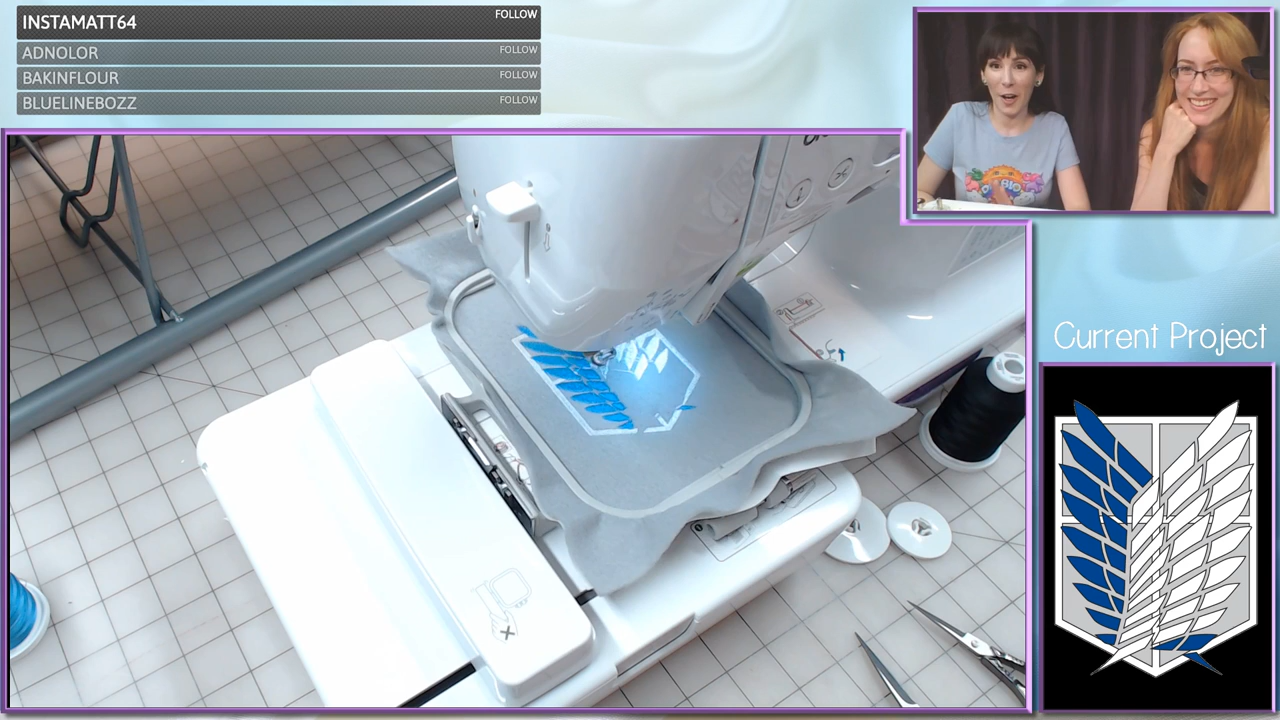 INSTAMATT64 FOLLOW
ADNOLOR FOLLOW
BAKINFLOUR FOLLOW
BLUELINEBOZZ FOLLOW
Current Project